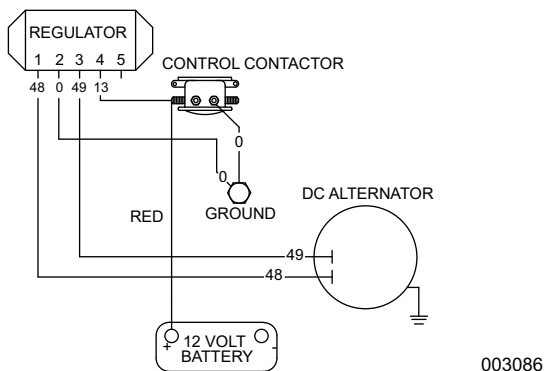 REGULATOR
1 2 3 4 5
48 0 49 13
CONTROL CONTACTOR
0
0
GROUND
RED
DC ALTERNATOR
49
48
12 VOLT
BATTERY
+ -
003086